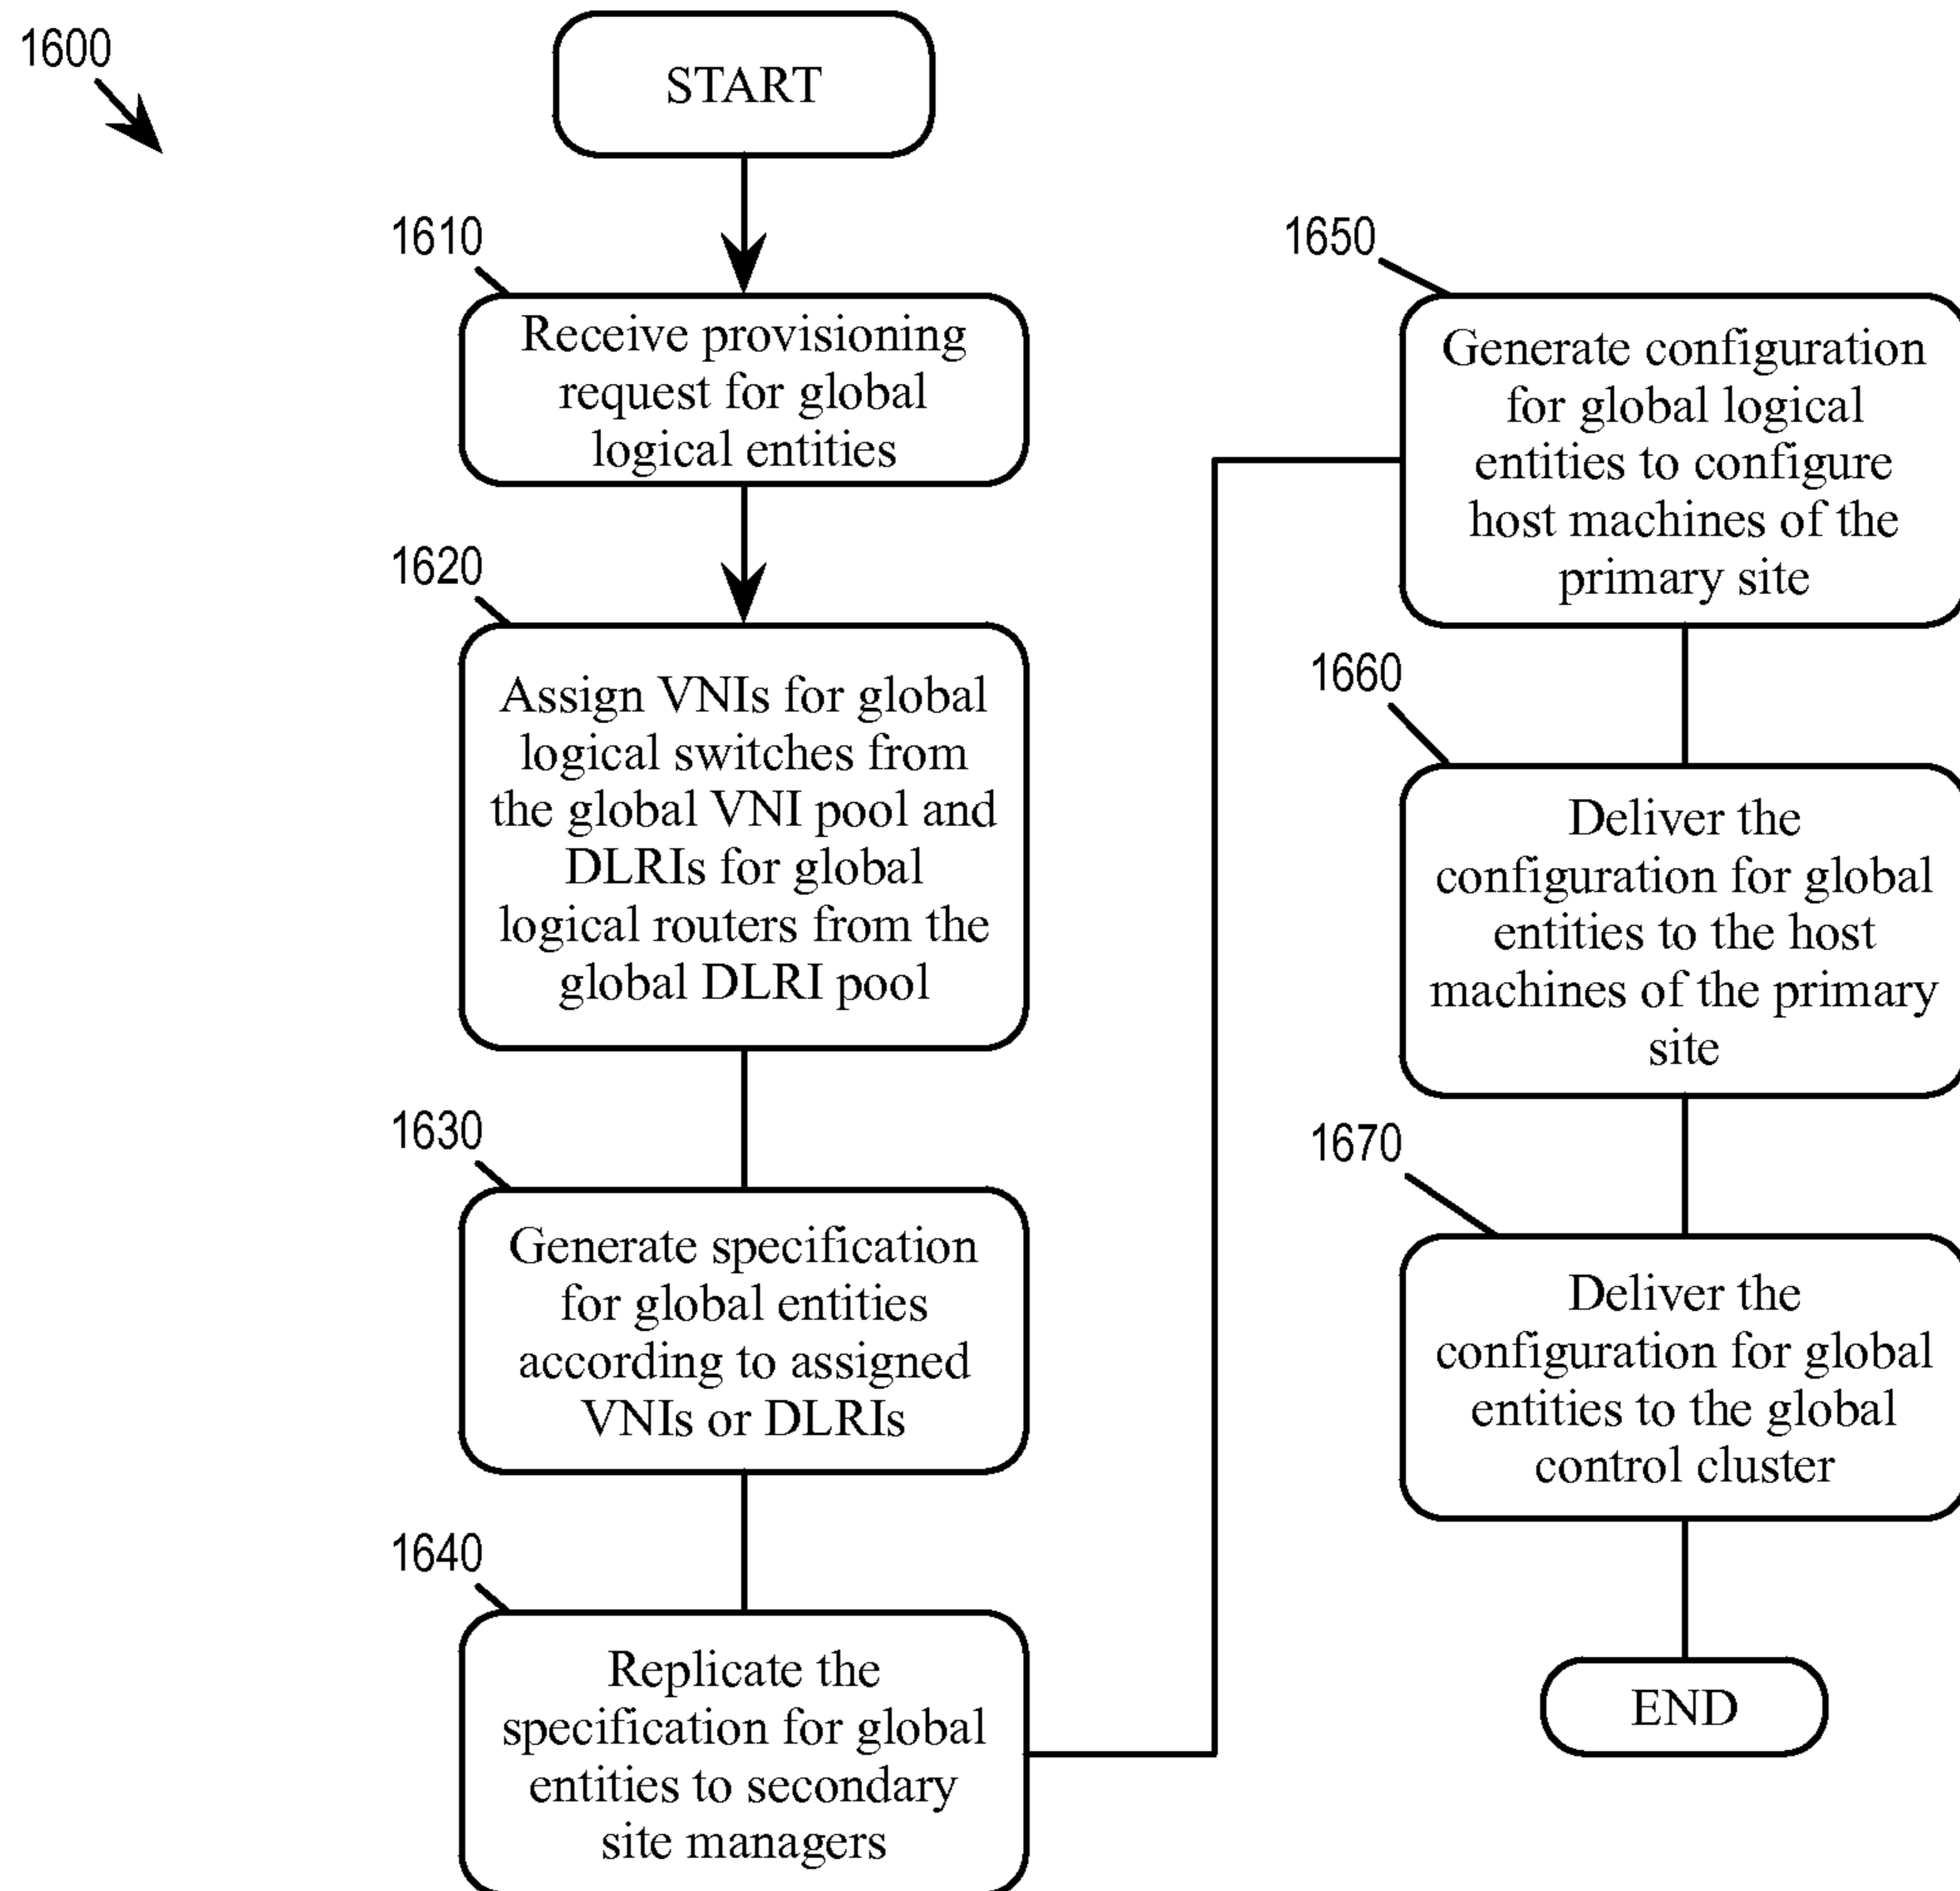 1600
START
1610
Receive provisioning
request for global
logical entities
1620
Assign VNIs for global
logical switches from
the global VNI pool and
DLRIs for global
logical routers from the
global DLRI pool
1630
Generate specification
for global entities
according to assigned
VNIs or DLRIs
1640
Replicate the
specification for global
entities to secondary
site managers
1650
Generate configuration
for global logical
entities to configure
host machines of the
primary site
1660
Deliver the
configuration for global
entities to the host
machines of the primary
site
1670
Deliver the
configuration for global
entities to the global
control cluster
END